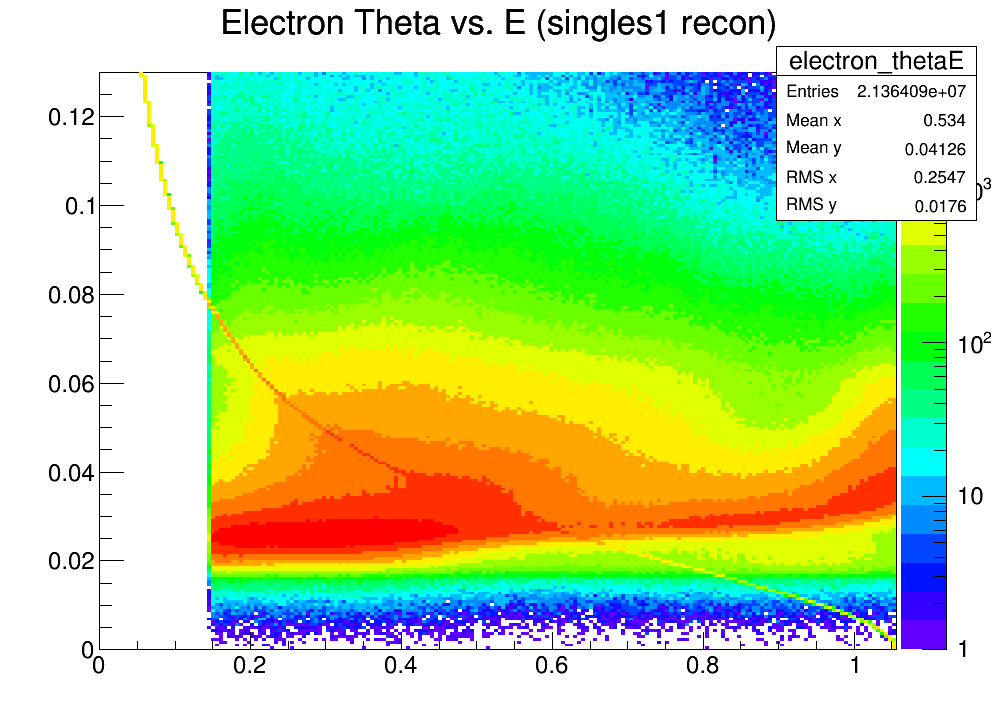 Electron Theta vs. E (singles1 recon)
electron_thetaE
Entries 2.136409e+07
Mean x 0.534
Mean y 0.04126
RMS x 0.2547
RMS y 0.0176
0.12
0.1
0.08
0.06
0.04
0.02
0
0 0.2 0.4 0.6 0.8 1
10²
10
1